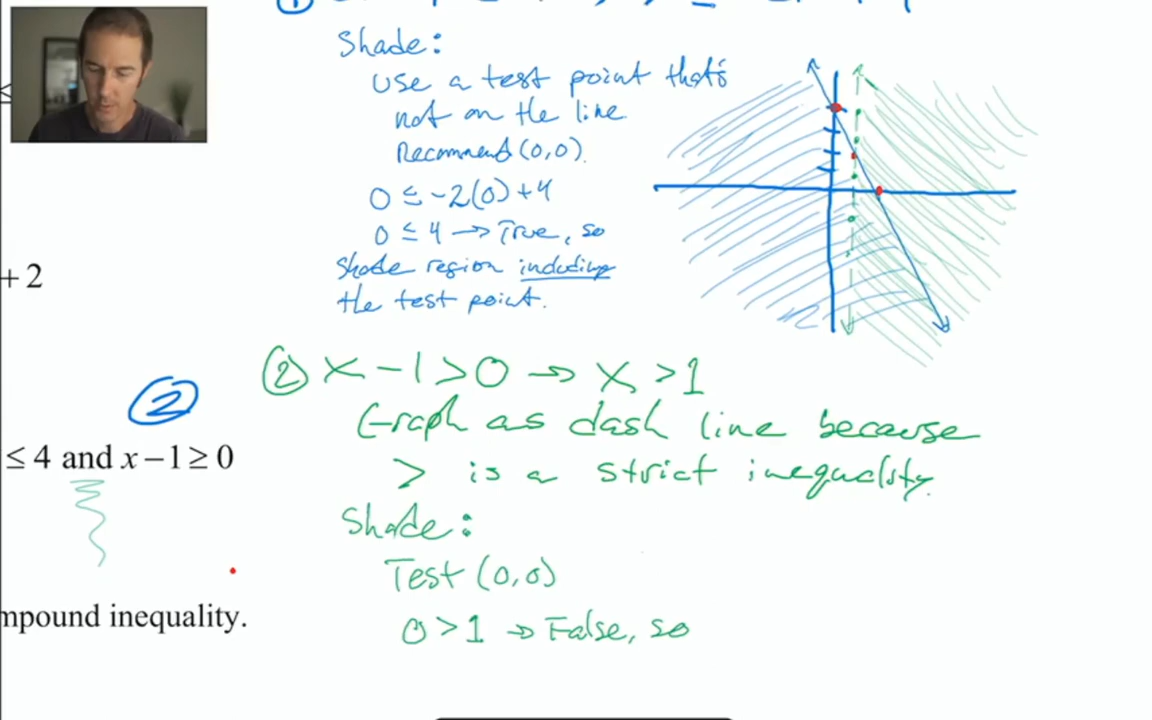 Shade:
Use a test point that's
not on the line.
Recommend (0,0).
0 ≤ -2(0)+4
0 ≤ 4 → True, so
Shade region including
the test point.
+ 2
② x - 1 > 0 → x > 1
②
Graph as dash line because
≤ 4 and x − 1 ≥ 0
> is a strict inequality.
Shade:
Test (0,0)
mpound inequality.
0 > 1 → False, so